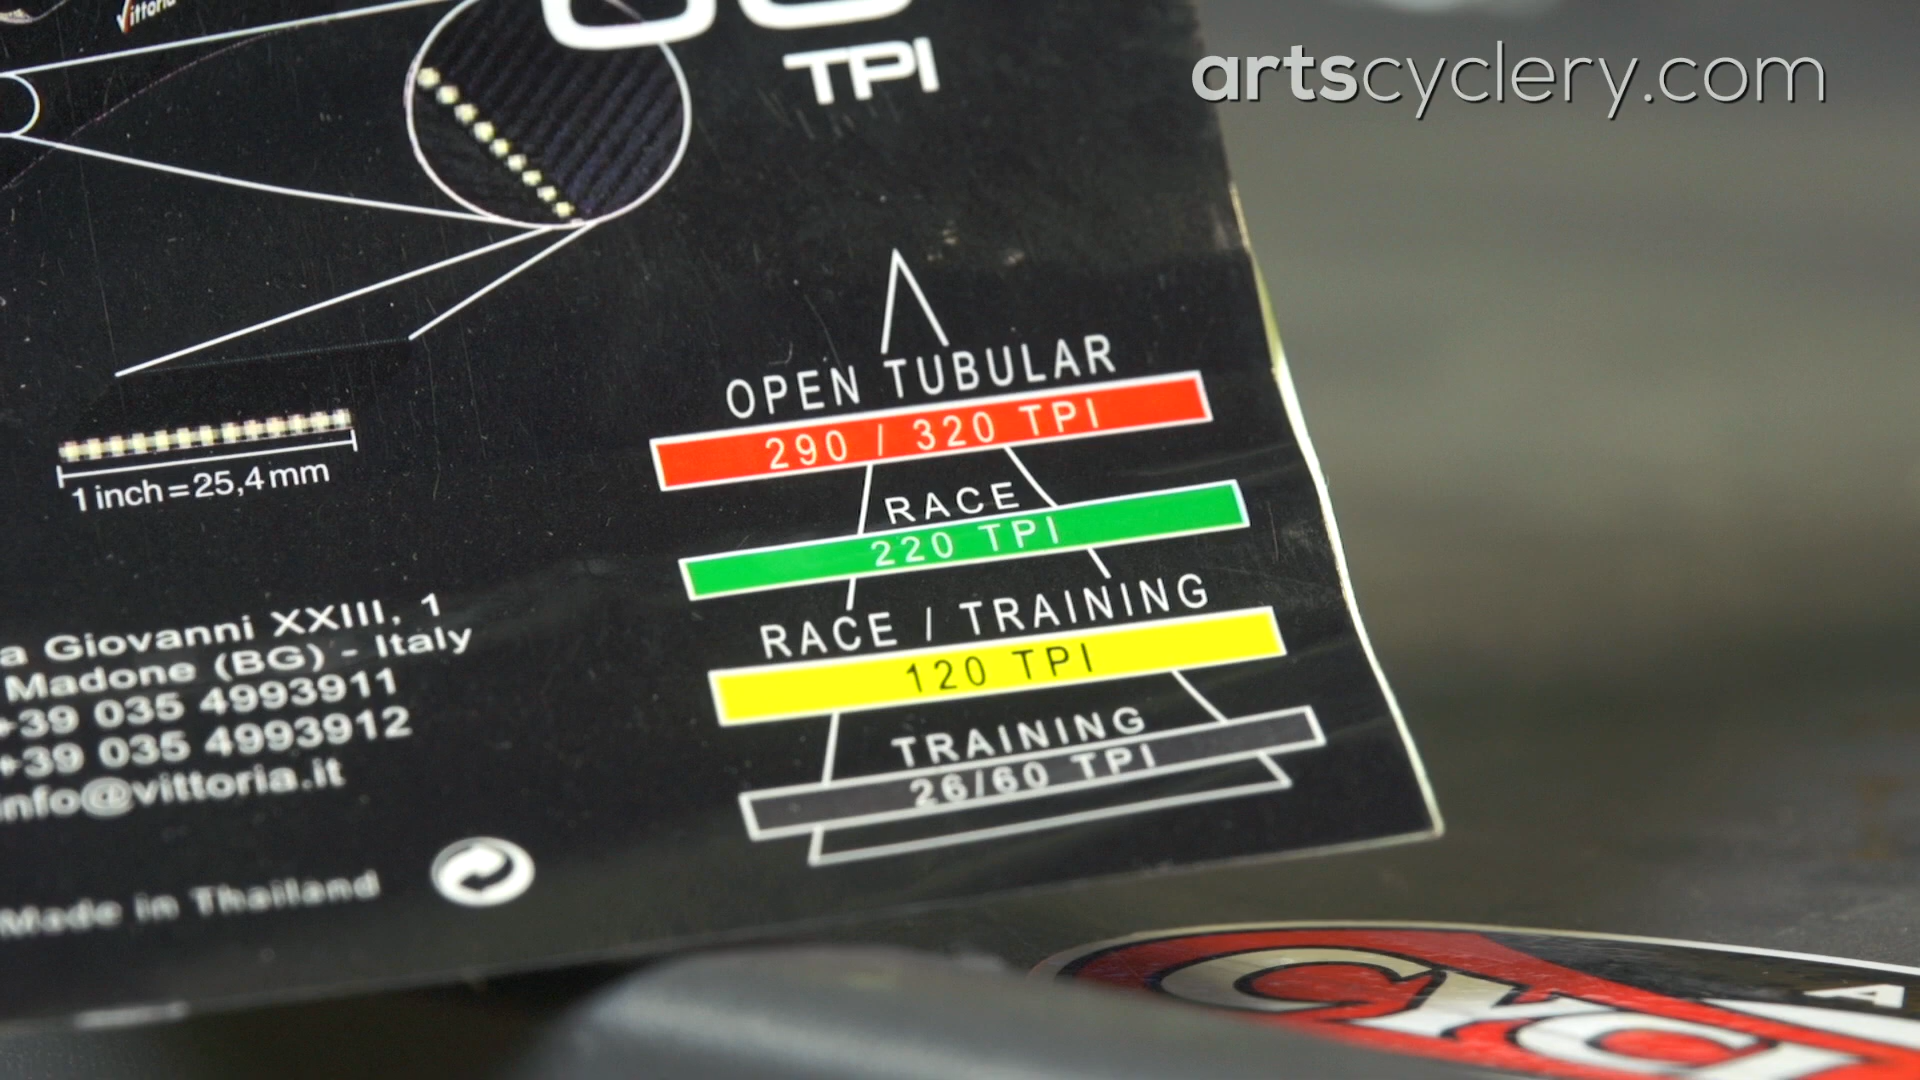 Vittoria
TPI
artscyclery.com
OPEN TUBULAR
290 / 320 TPI
1 inch=25,4mm
RACE
220 TPI
RACE / TRAINING
120 TPI
TRAINING
26/60 TPI
a Giovanni XXIII, 1
Madone (BG) - Italy
+39 035 4993911
+39 035 4993912
info@vittoria.it
Made in Thailand
A
CYCL